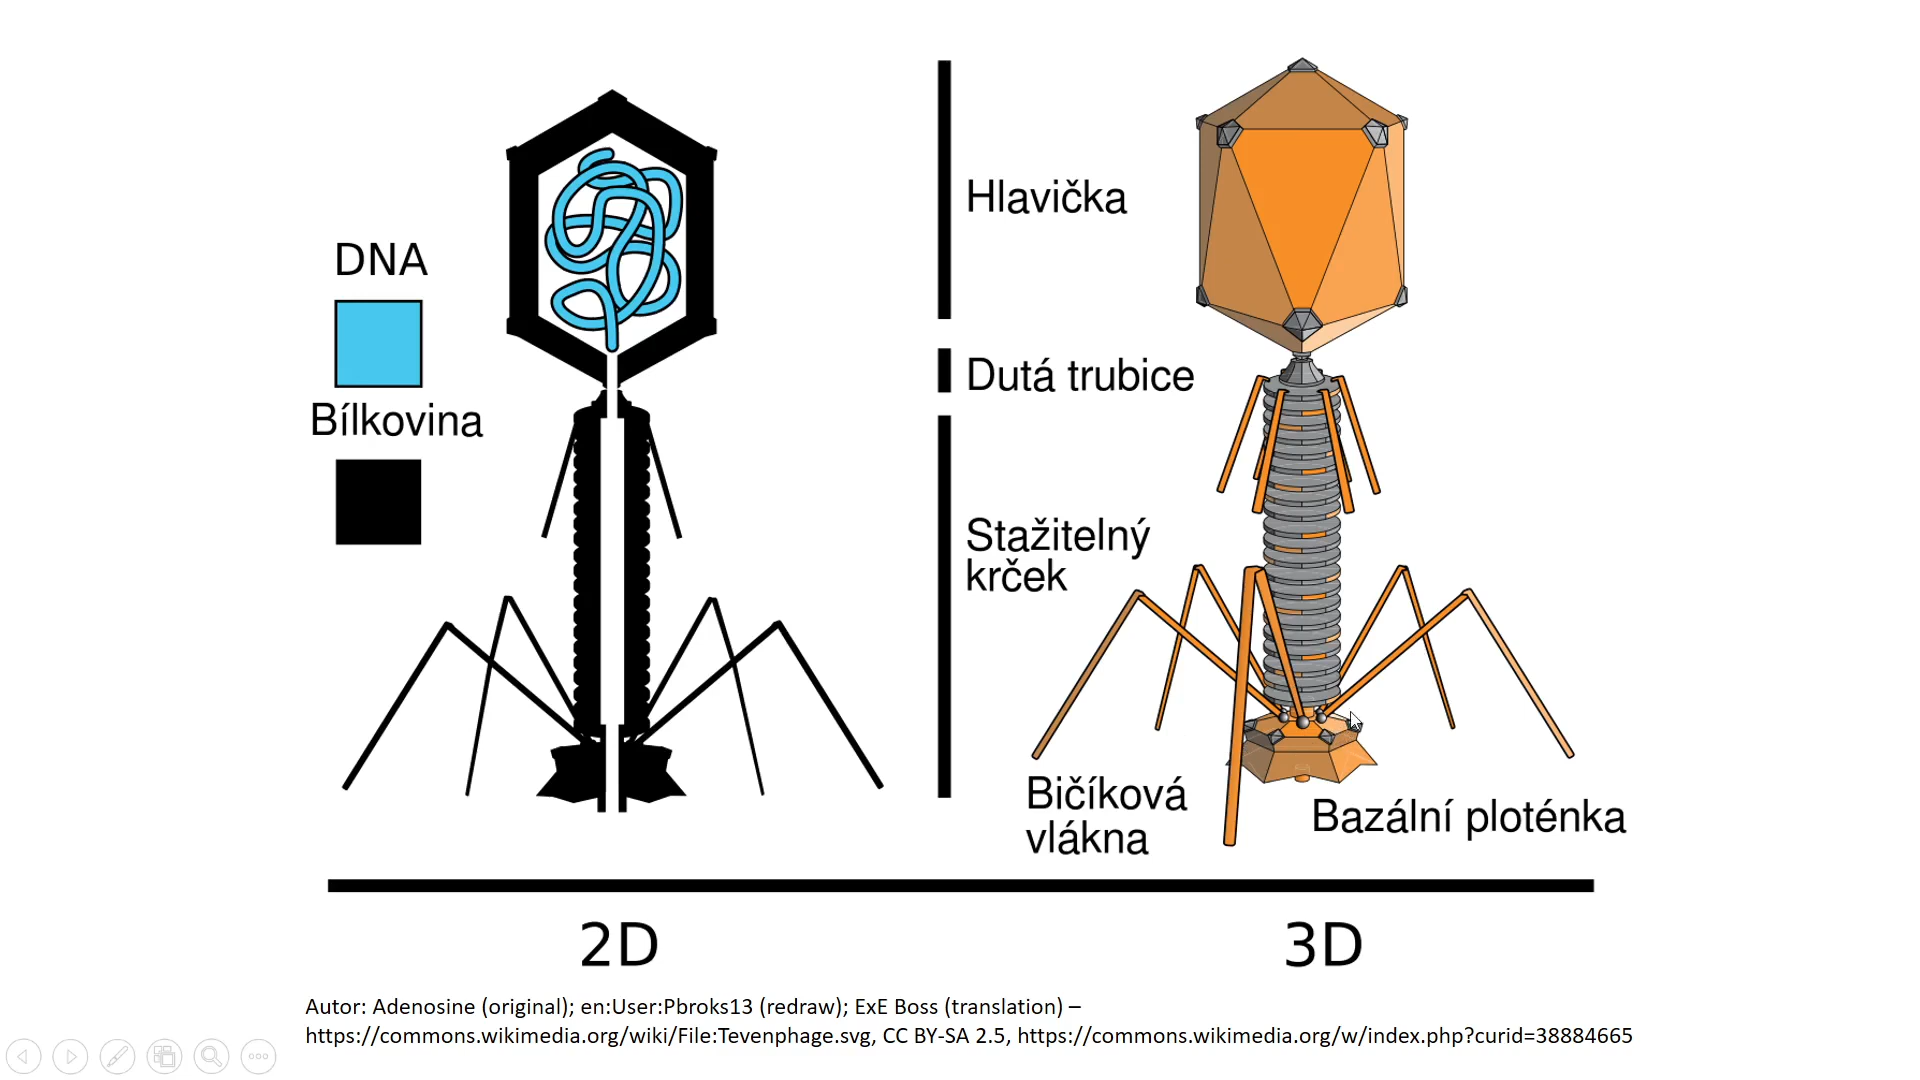 DNA
Bílkovina
Hlavička
Dutá trubice
Stažitelný
krček
Bičíková
vlákna
Bazální ploténka
2D
3D
Autor: Adenosine (original); en:User:Pbroks13 (redraw); ExE Boss (translation) –
https://commons.wikimedia.org/wiki/File:Tevenphage.svg, CC BY-SA 2.5, https://commons.wikimedia.org/w/index.php?curid=38884665